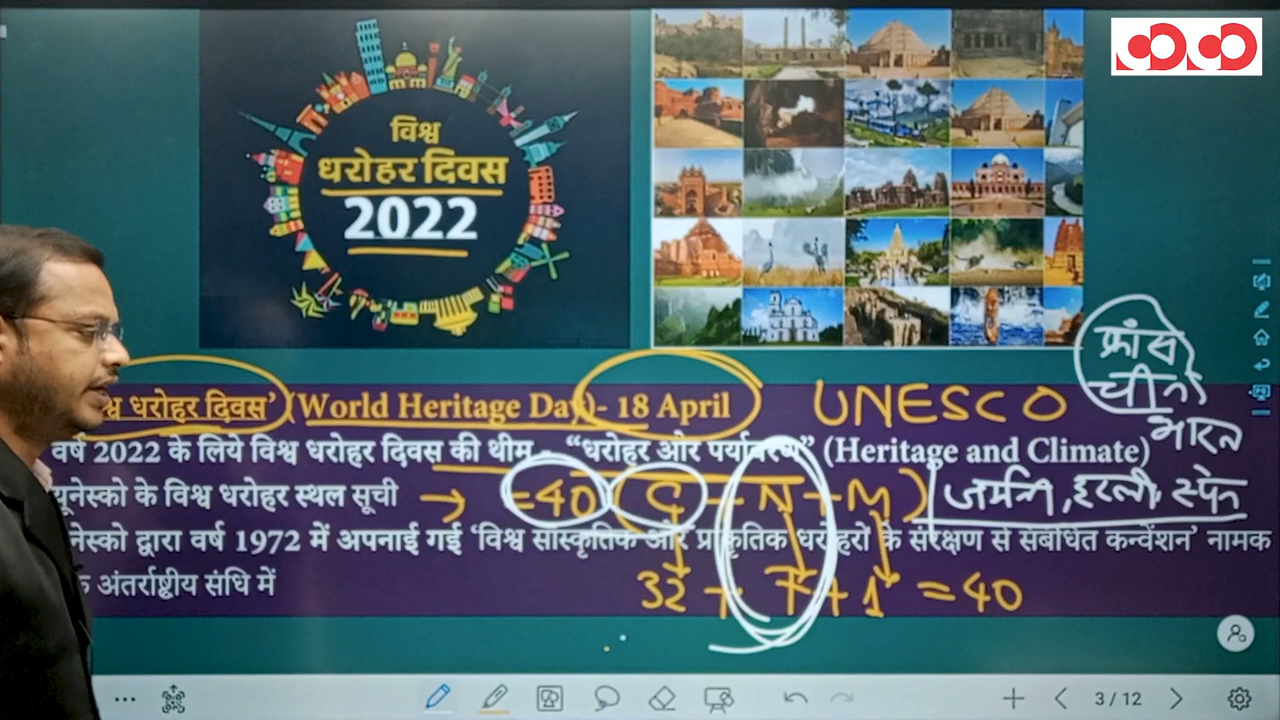 विश्व
धरोहर दिवस
2022
फ्रांस
चीन
भारत
श्व धरोहर दिवस’ (World Heritage Day)- 18 April UNESCO
वर्ष 2022 के लिये विश्व धरोहर दिवस की थीम - “धरोहर ओर पर्यावरण” (Heritage and Climate)
यूनेस्को के विश्व धरोहर स्थल सूची → =40 (C + N + M) जर्मनी, इटली, स्पेन
नेस्को द्वारा वर्ष 1972 में अपनाई गई ‘विश्व सांस्कृतिक और प्राकृतिक धरोहरों के संरक्षण से संबंधित कन्वेंशन’ नामक
अंतर्राष्ट्रीय संधि में
32 + 7 + 1 = 40
3 / 12